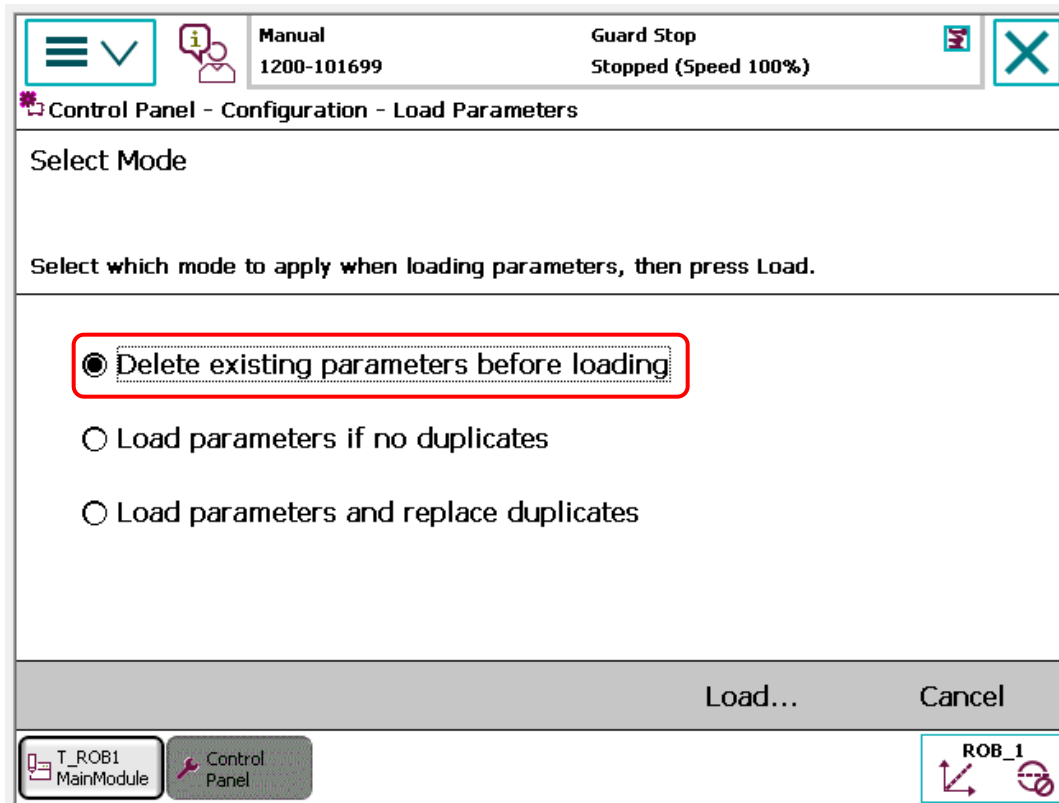 Manual
Guard Stop
1200-101699
Stopped (Speed 100%)
Control Panel - Configuration - Load Parameters
Select Mode
Select which mode to apply when loading parameters, then press Load.
Delete existing parameters before loading
Load parameters if no duplicates
Load parameters and replace duplicates
Load...
Cancel
T_ROB1
MainModule
Control
Panel
ROB_1